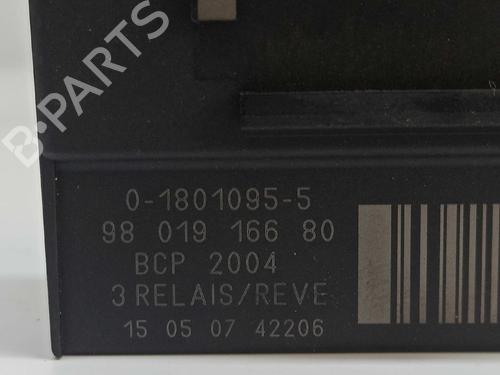 B-PARTS
0-1801095-5
98 019 166 80
BCP 2004
3 RELAIS/REVE
15 05 07 42206